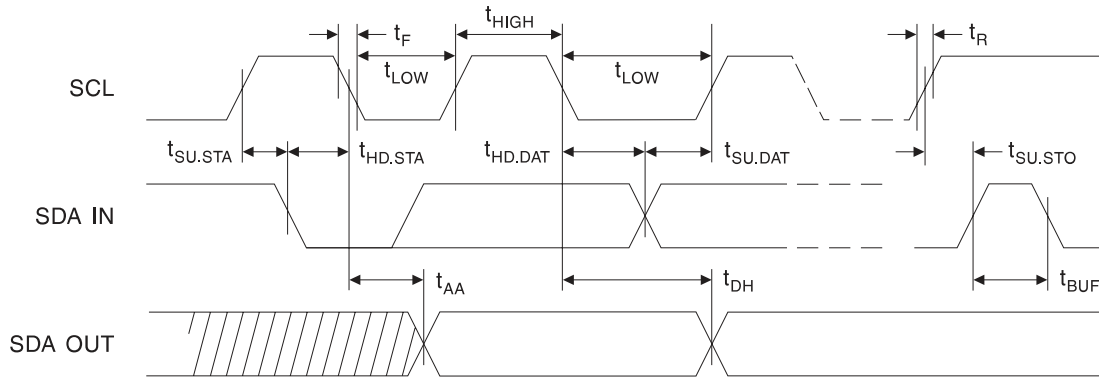 tHIGH
tF
tR
tLOW
tLOW
SCL
tSU.STA
tHD.STA
tHD.DAT
tSU.DAT
tSU.STO
SDA IN
tAA
tDH
tBUF
SDA OUT